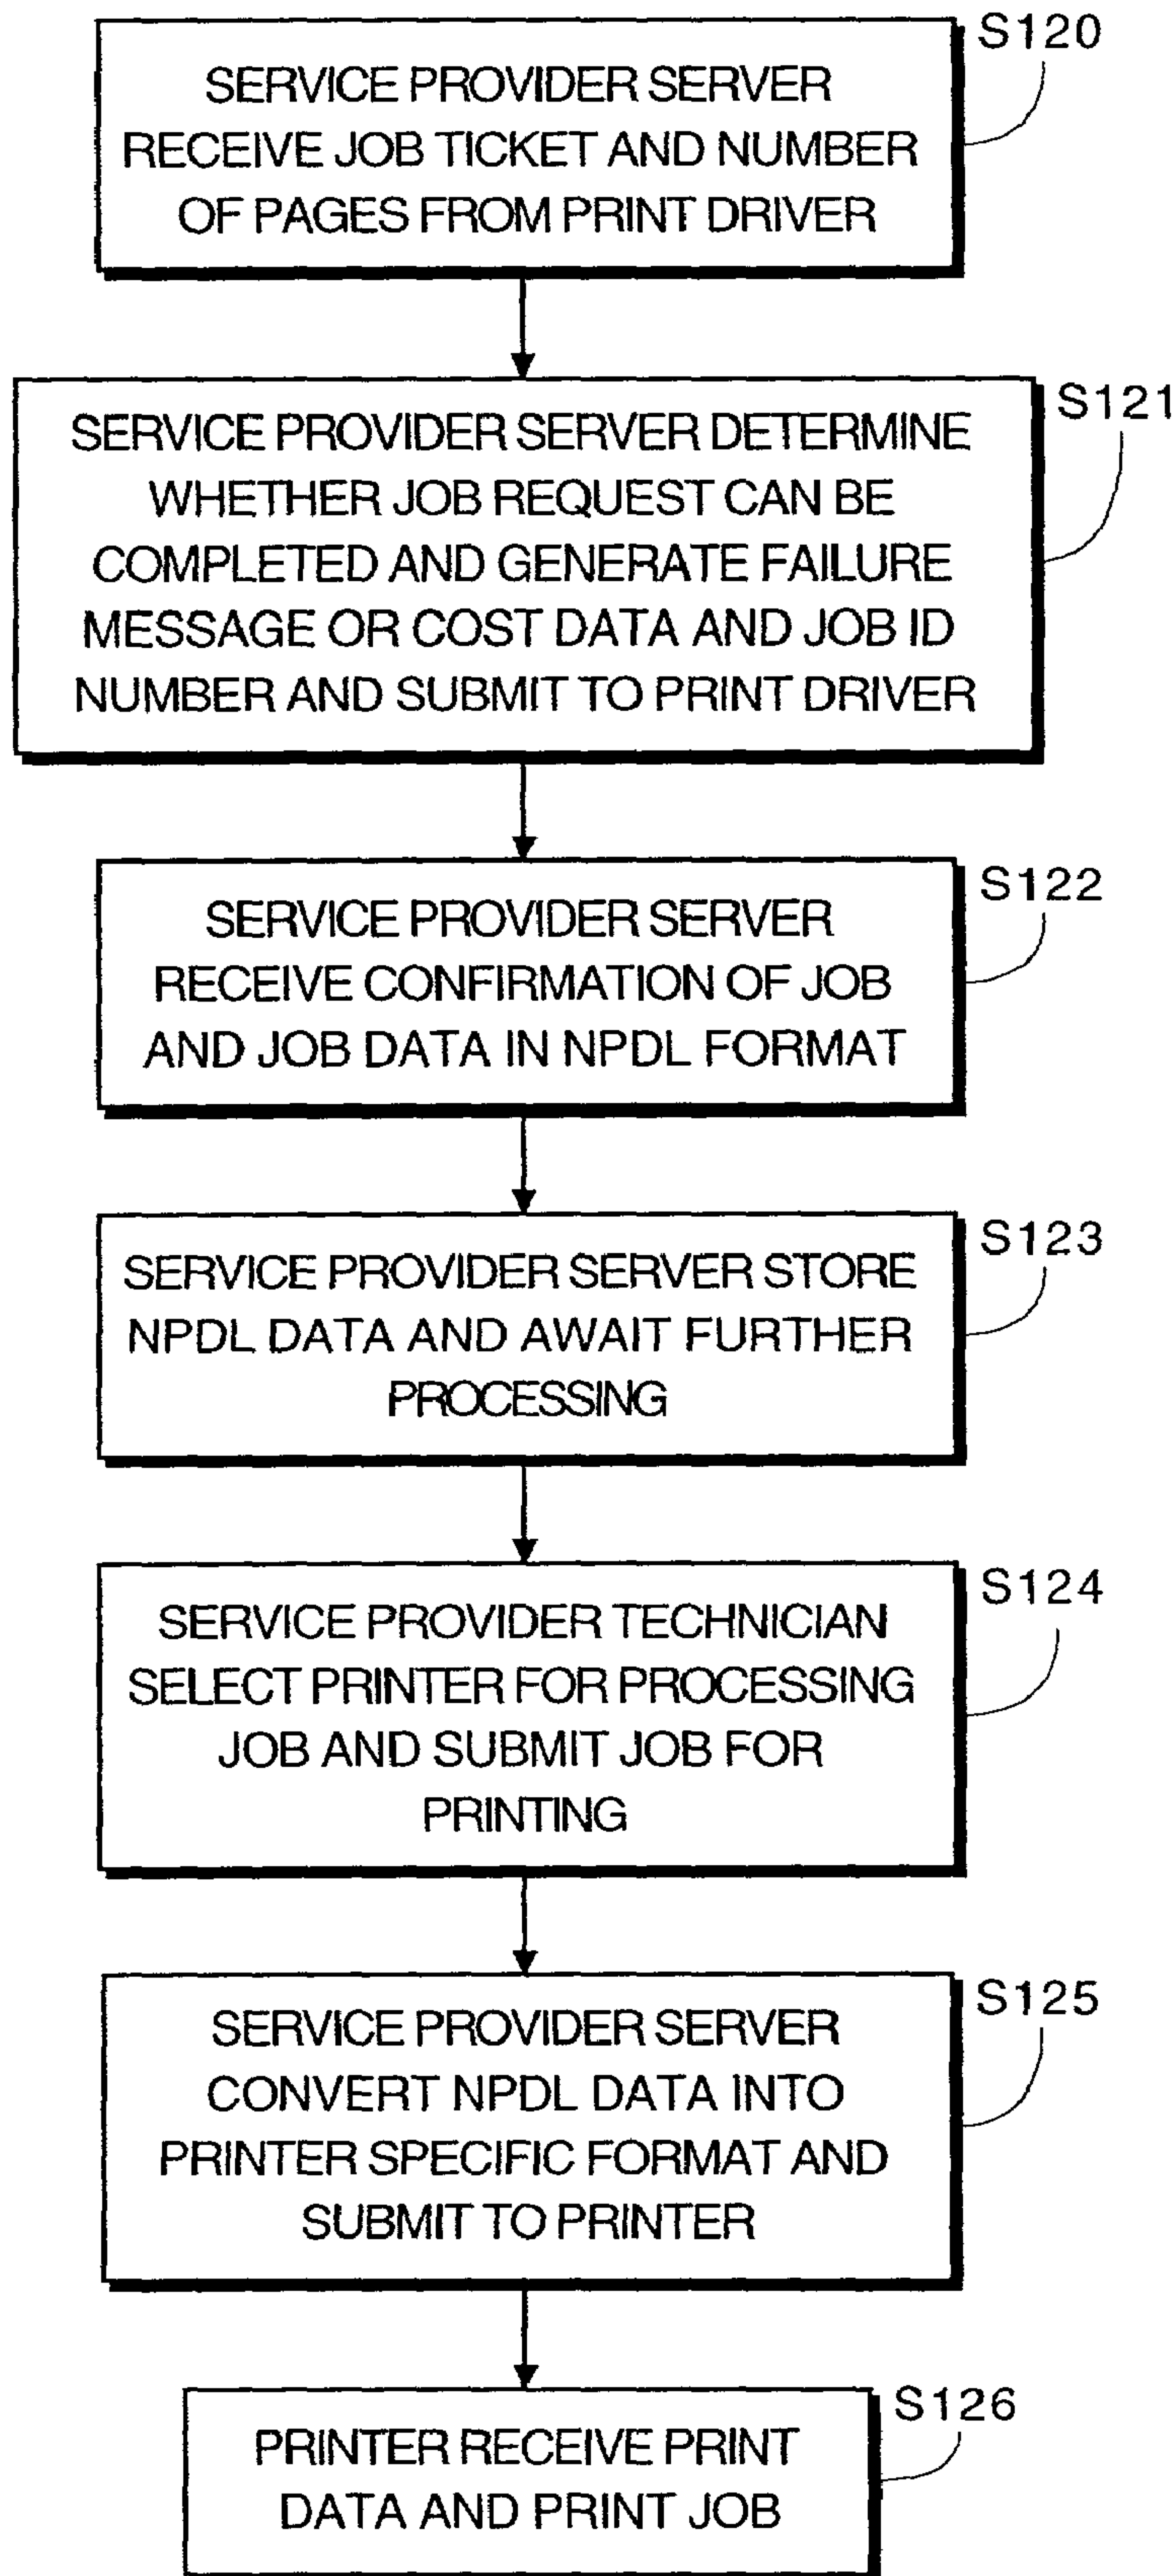 S120
SERVICE PROVIDER SERVER
RECEIVE JOB TICKET AND NUMBER
OF PAGES FROM PRINT DRIVER
S121
SERVICE PROVIDER SERVER DETERMINE
WHETHER JOB REQUEST CAN BE
COMPLETED AND GENERATE FAILURE
MESSAGE OR COST DATA AND JOB ID
NUMBER AND SUBMIT TO PRINT DRIVER
S122
SERVICE PROVIDER SERVER
RECEIVE CONFIRMATION OF JOB
AND JOB DATA IN NPDL FORMAT
S123
SERVICE PROVIDER SERVER STORE
NPDL DATA AND AWAIT FURTHER
PROCESSING
S124
SERVICE PROVIDER TECHNICIAN
SELECT PRINTER FOR PROCESSING
JOB AND SUBMIT JOB FOR
PRINTING
S125
SERVICE PROVIDER SERVER
CONVERT NPDL DATA INTO
PRINTER SPECIFIC FORMAT AND
SUBMIT TO PRINTER
S126
PRINTER RECEIVE PRINT
DATA AND PRINT JOB